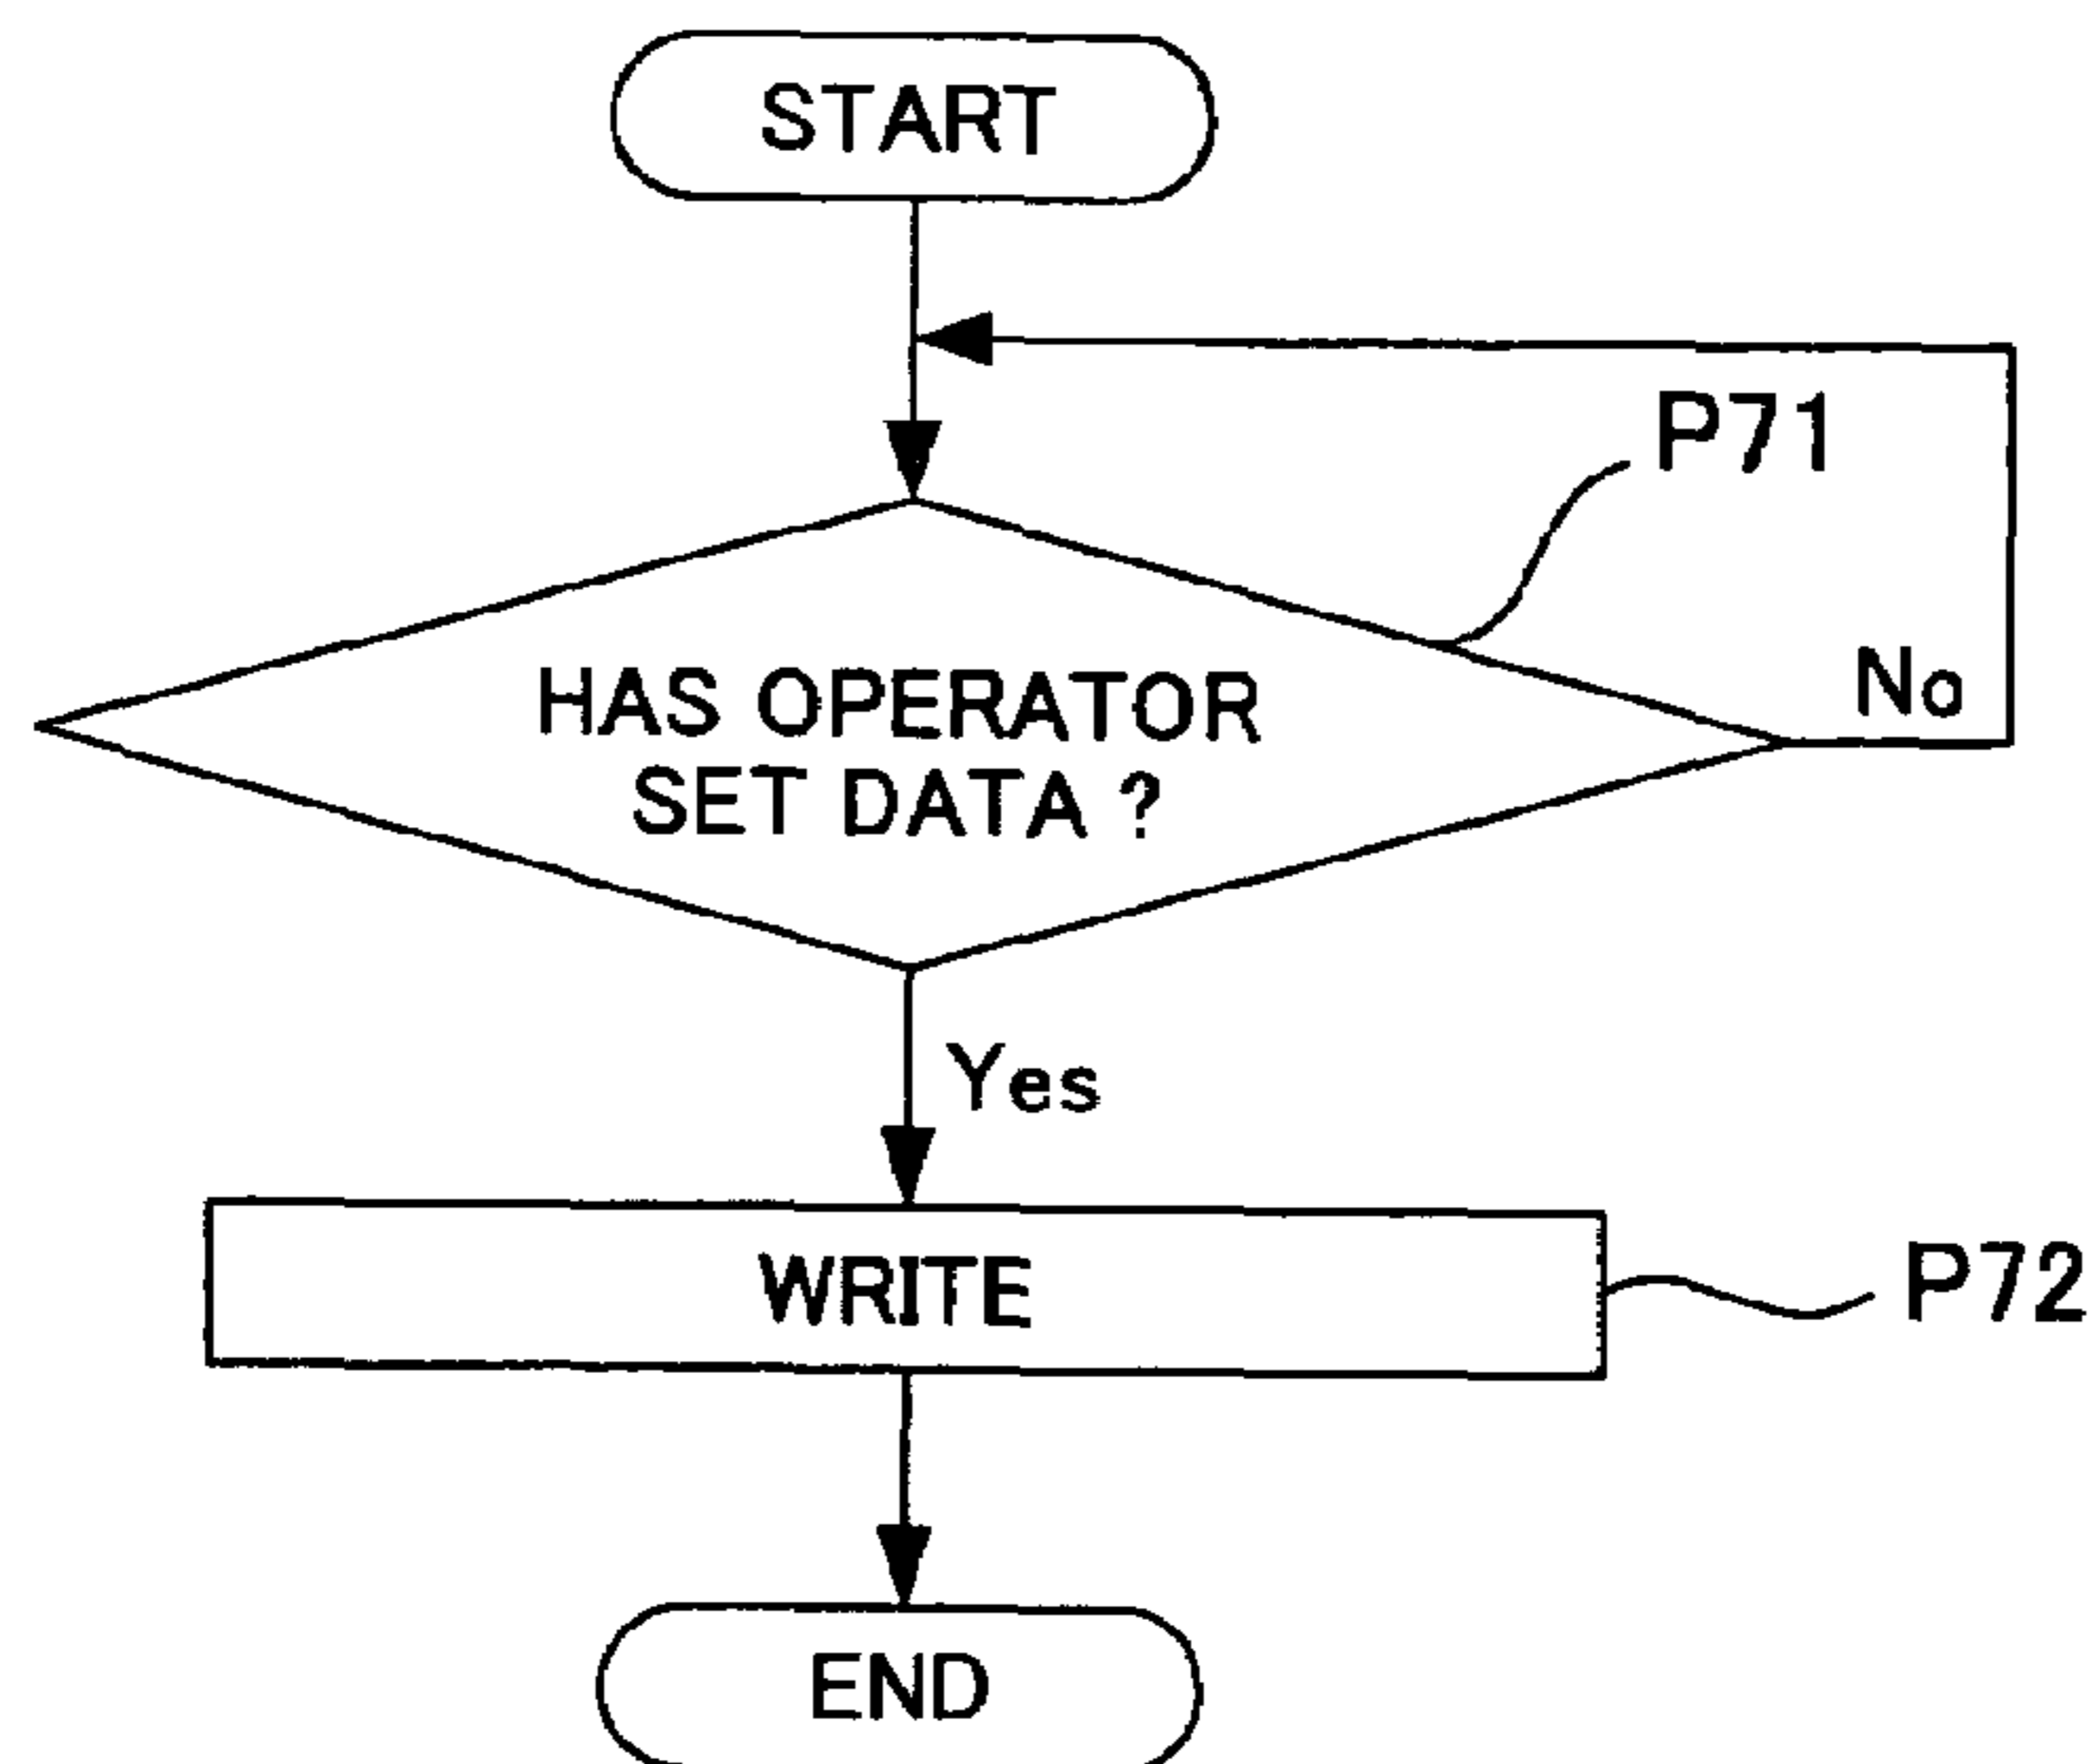 START
P71
HAS OPERATOR
SET DATA ?
No
Yes
WRITE
P72
END